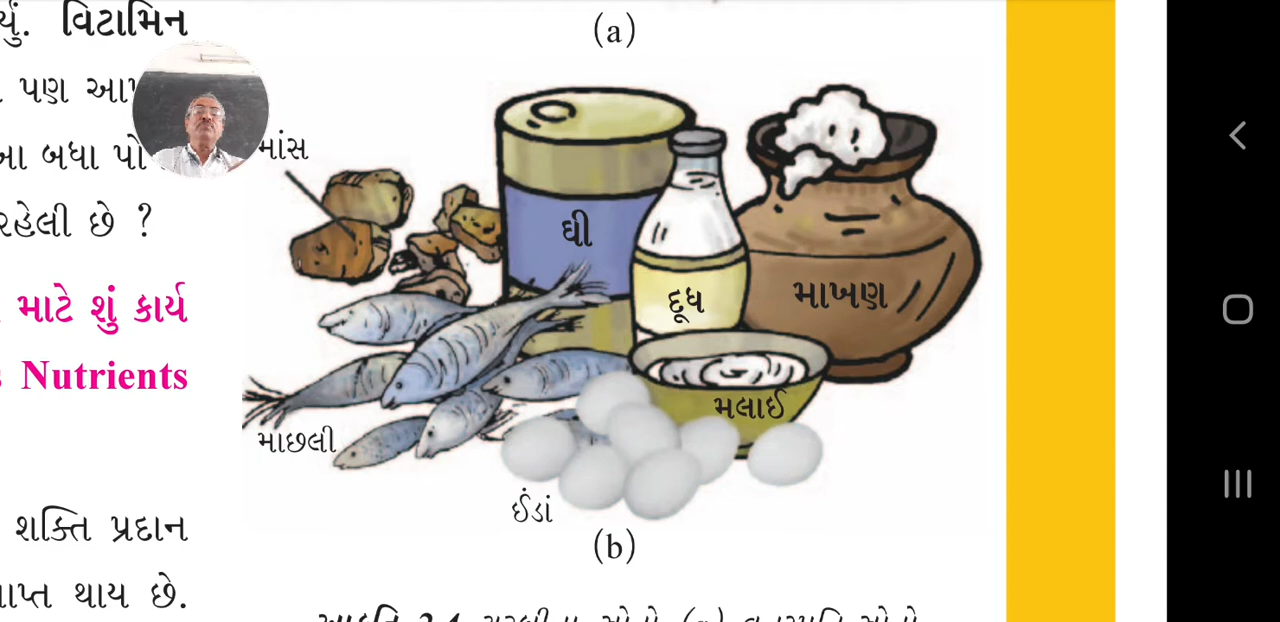 (a)
વિટામિન
પણ
માંસ
બધા
રહેલી છે ?
ઘી
દૂધ
માખણ
માટે શું કાર્ય
Nutrients
મલાઈ
માછલી
ઈંડાં
શક્તિ પ્રદાન
(b)
થાય છે.